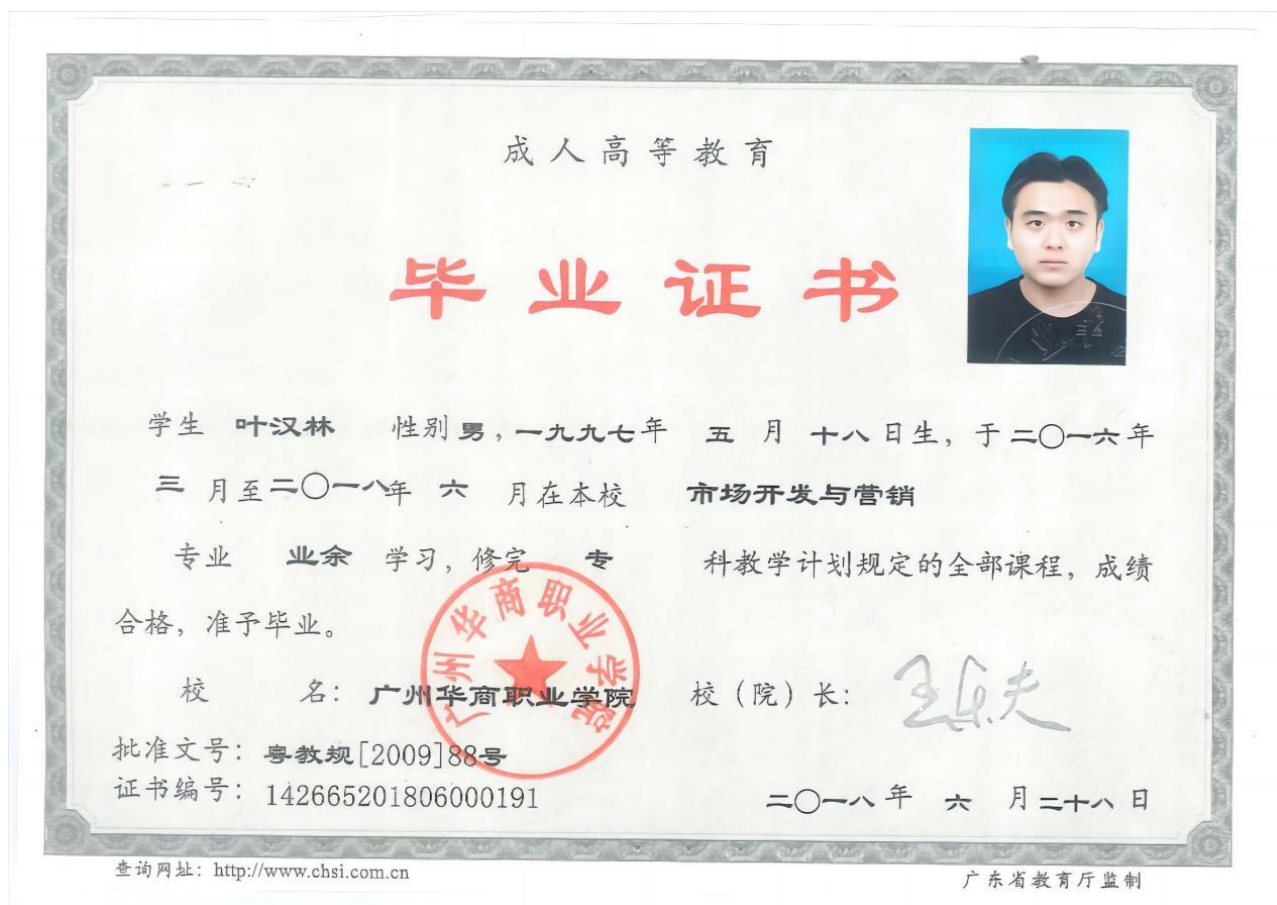 成人高等教育
毕业证书
学生 叶汉林 性别男，一九九七年 五 月 十八日生，于二〇一六年
三 月至二〇一八年 六 月在本校 市场开发与营销
专业 业余 学习，修完 专 科教学计划规定的全部课程，成绩
合格，准予毕业。
校 名：广州华商职业学院 校（院）长：
广州华商职业学院
批准文号：粤教规[2009]88号
证书编号：142665201806000191 二〇一八年 六 月二十八日
查询网址：http://www.chsi.com.cn 广东省教育厅监制